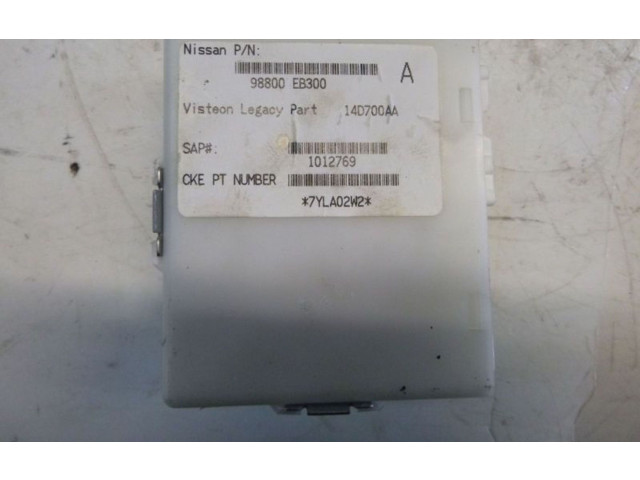 Nissan P/N:
98800 EB300 A
Visteon Legacy Part 14D700AA
SAP#:
1012769
CKE PT NUMBER
*7YLA02W2*